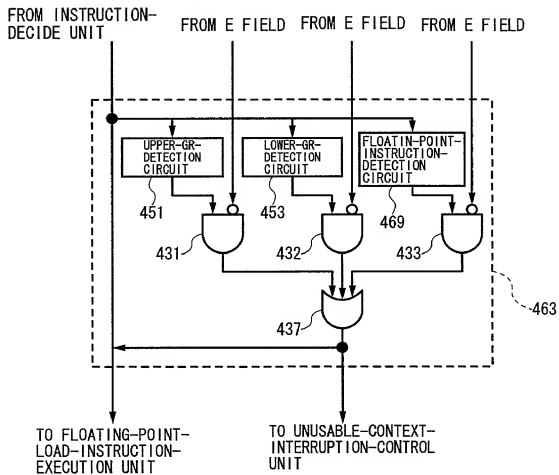 FROM INSTRUCTION-
DECIDE UNIT
FROM E FIELD
FROM E FIELD
FROM E FIELD
UPPER-GR-
DETECTION
CIRCUIT
LOWER-GR-
DETECTION
CIRCUIT
FLOATIN-POINT-
INSTRUCTION-
DETECTION
CIRCUIT
451
453
469
431
432
433
463
437
TO FLOATING-POINT-
LOAD-INSTRUCTION-
EXECUTION UNIT
TO UNUSABLE-CONTEXT-
INTERRUPTION-CONTROL
UNIT